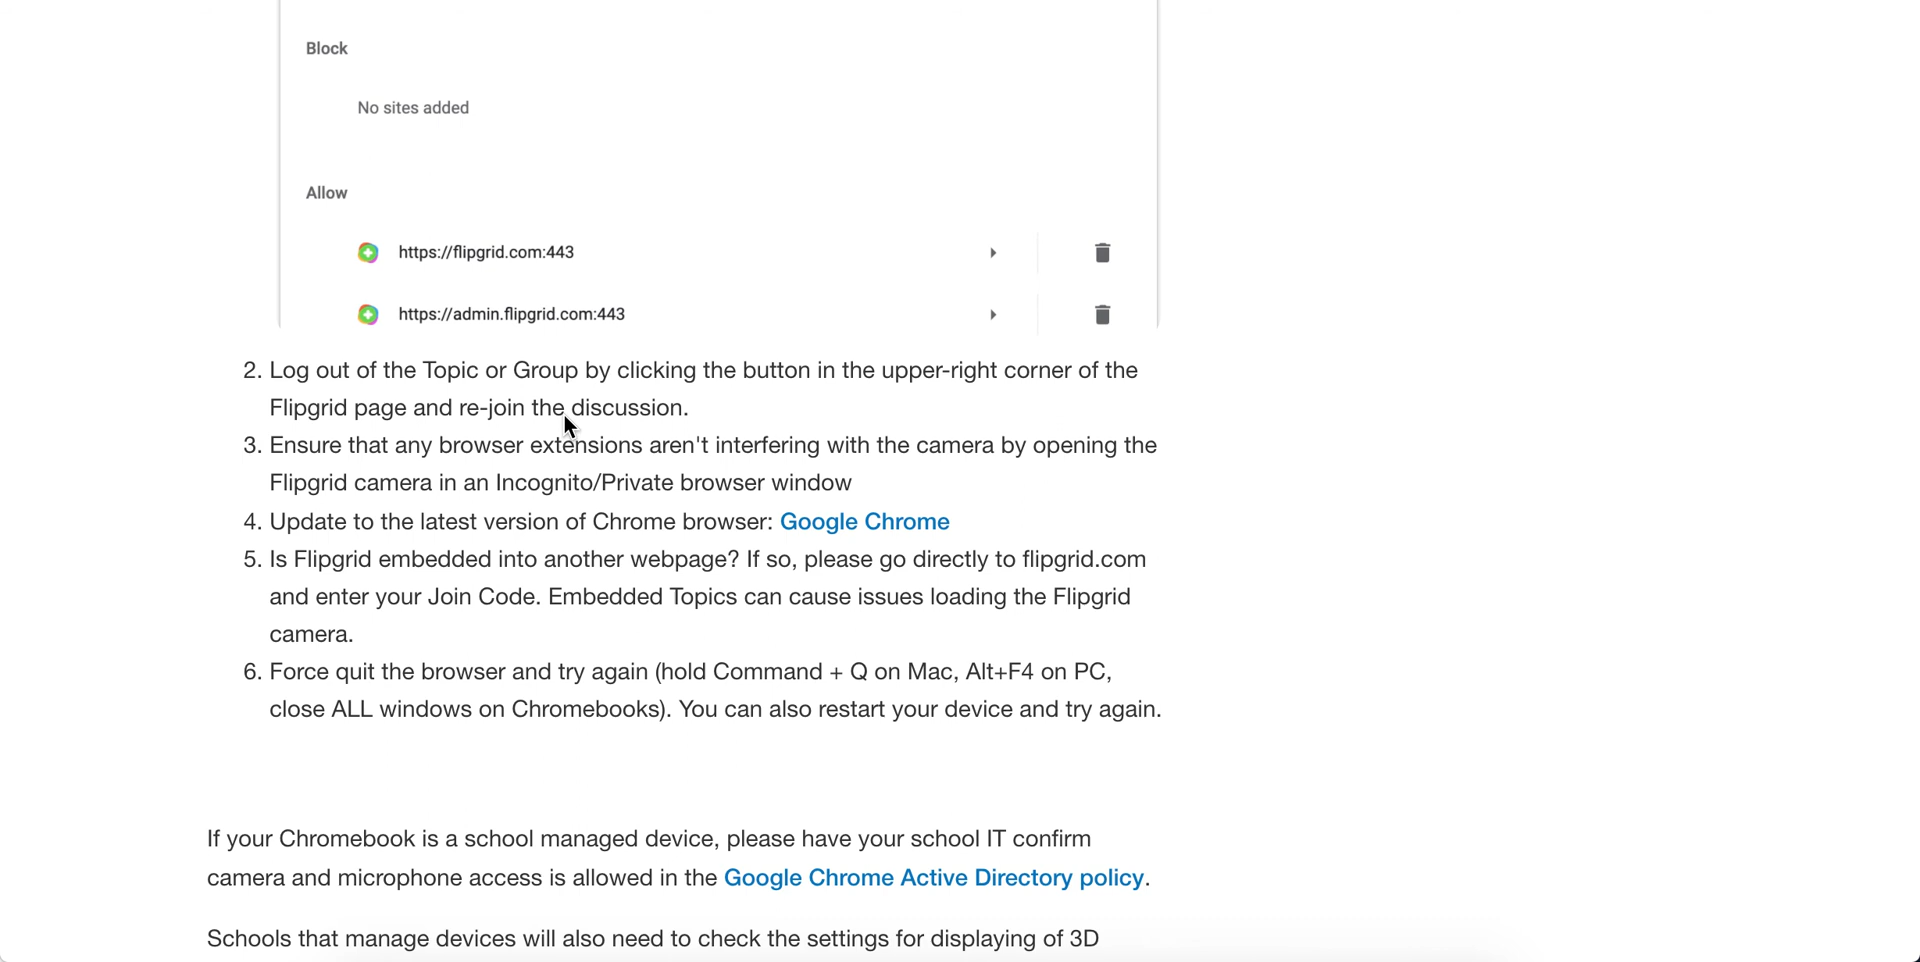 Block
No sites added
Allow
https://flipgrid.com:443
https://admin.flipgrid.com:443
2. Log out of the Topic or Group by clicking the button in the upper-right corner of the
Flipgrid page and re-join the discussion.
3. Ensure that any browser extensions aren't interfering with the camera by opening the
Flipgrid camera in an Incognito/Private browser window
4. Update to the latest version of Chrome browser: Google Chrome
5. Is Flipgrid embedded into another webpage? If so, please go directly to flipgrid.com
and enter your Join Code. Embedded Topics can cause issues loading the Flipgrid
camera.
6. Force quit the browser and try again (hold Command + Q on Mac, Alt+F4 on PC,
close ALL windows on Chromebooks). You can also restart your device and try again.
If your Chromebook is a school managed device, please have your school IT confirm
camera and microphone access is allowed in the Google Chrome Active Directory policy.
Schools that manage devices will also need to check the settings for displaying of 3D